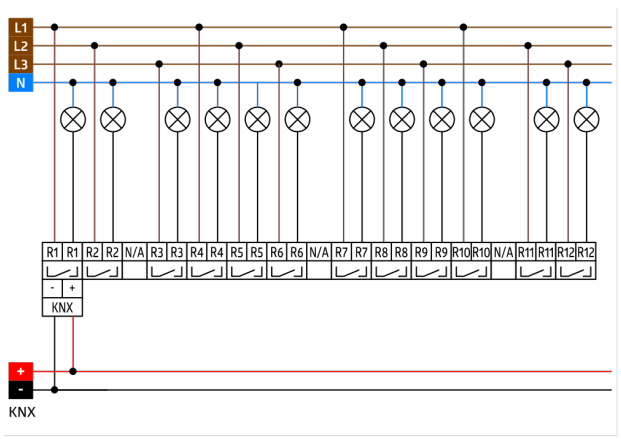 L1
L2
L3
N
R1 R1 R2 R2 N/A R3 R3 R4 R4 R5 R5 R6 R6 N/A R7 R7 R8 R8 R9 R9 R10 R10 N/A R11 R11 R12 R12
- +
KNX
+
-
KNX